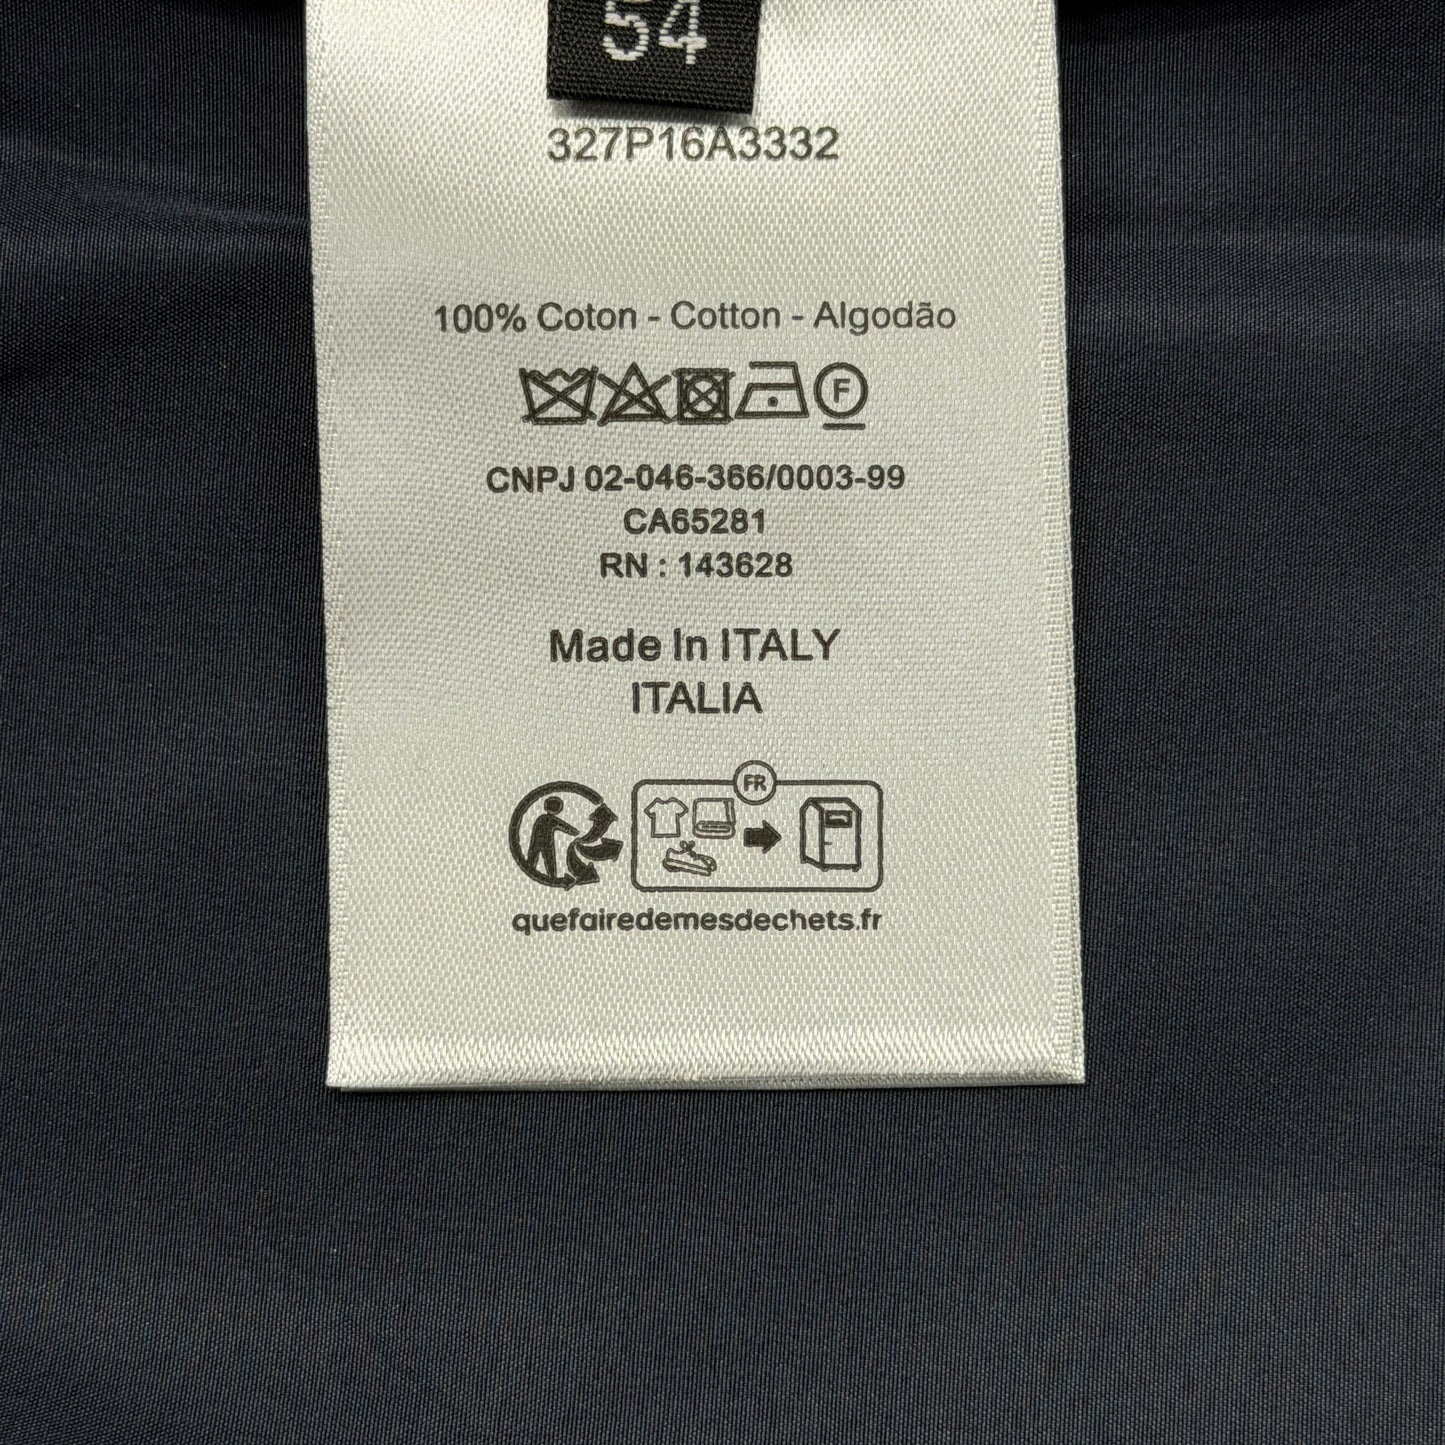 54
327P16A3332
100% Coton - Cotton - Algodão
F
CNPJ 02-046-366/0003-99
CA65281
RN : 143628
Made In ITALY
ITALIA
FR
quefairedemesdechets.fr